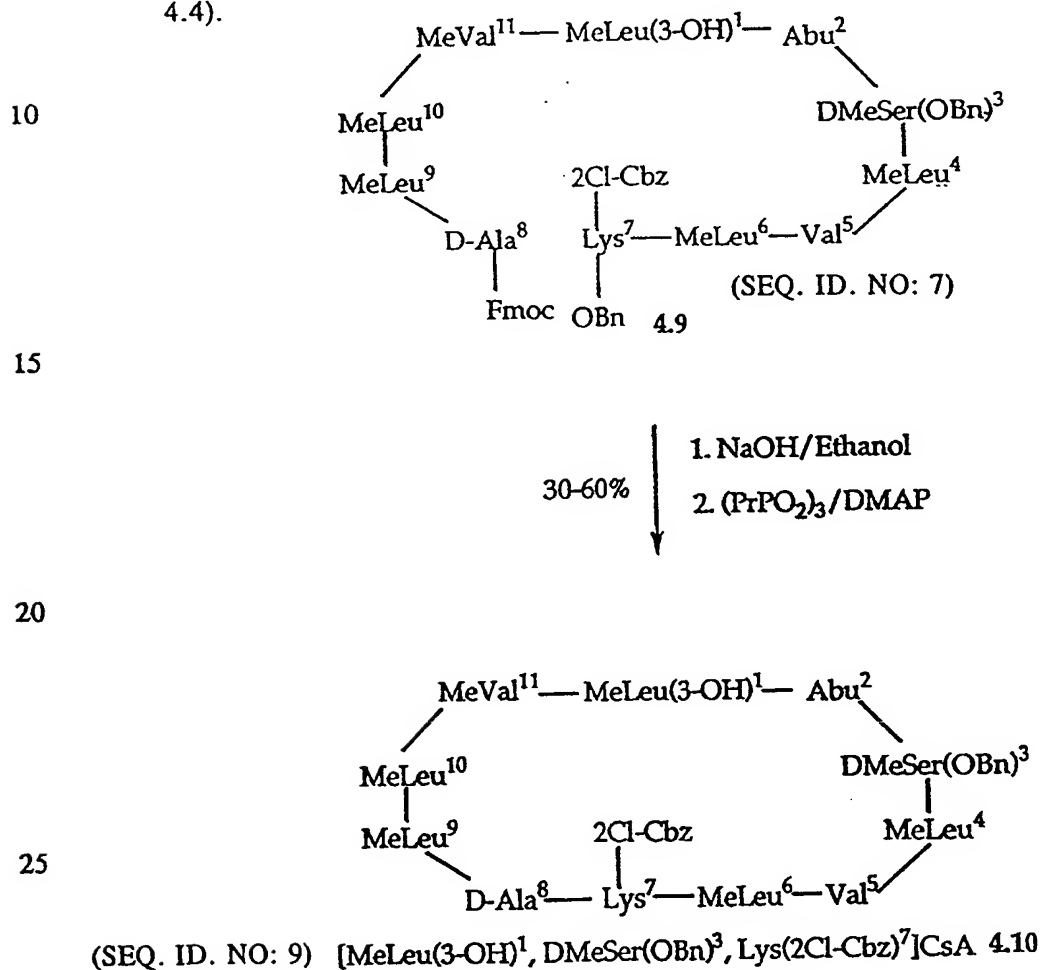 4.4).
MeVal¹¹— MeLeu(3-OH)¹— Abu²
10
MeLeu¹⁰ DMeSer(OBn)³
MeLeu⁹ 2Cl-Cbz MeLeu⁴
D-Ala⁸ Lys⁷—MeLeu⁶—Val⁵
(SEQ. ID. NO: 7)
Fmoc OBn 4.9
15
1. NaOH/Ethanol
30-60%
2. (PrPO₂)₃/DMAP
20
MeVal¹¹— MeLeu(3-OH)¹— Abu²
MeLeu¹⁰ DMeSer(OBn)³
MeLeu⁹ 2Cl-Cbz MeLeu⁴
25
D-Ala⁸— Lys⁷—MeLeu⁶—Val⁵
(SEQ. ID. NO: 9) [MeLeu(3-OH)¹, DMeSer(OBn)³, Lys(2Cl-Cbz)⁷]CsA 4.10